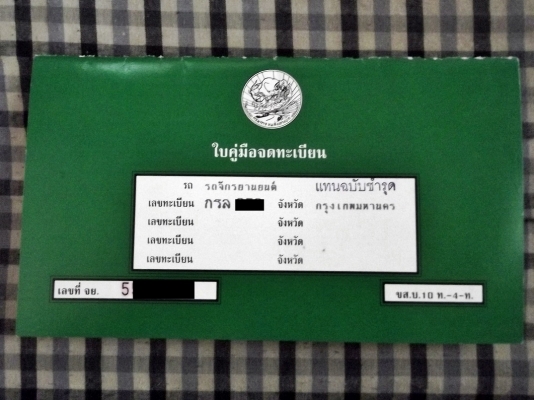 ใบคู่มือจดทะเบียน
รถ รถจักรยานยนต์ แทนฉบับชำรุด
เลขทะเบียน กรล จังหวัด กรุงเทพมหานคร
เลขทะเบียน จังหวัด
เลขทะเบียน จังหวัด
เลขทะเบียน จังหวัด
เลขที่ จย. 5
ขส.บ.10 ท.-4-ท.